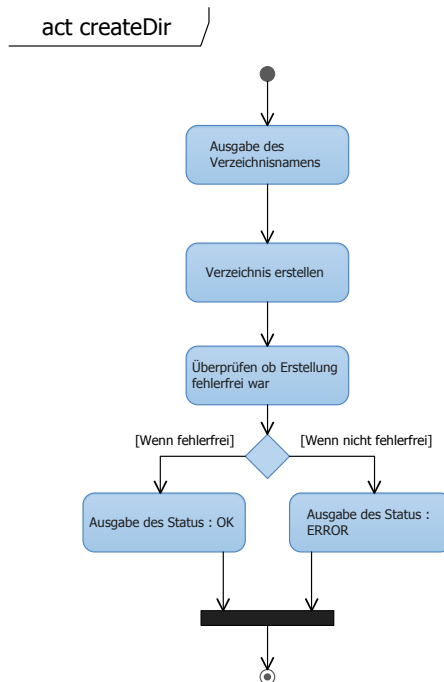 act createDir
Ausgabe des
Verzeichnisnamens
Verzeichnis erstellen
Überprüfen ob Erstellung
fehlerfrei war
[Wenn fehlerfrei]
[Wenn nicht fehlerfrei]
Ausgabe des Status : OK
Ausgabe des Status :
ERROR